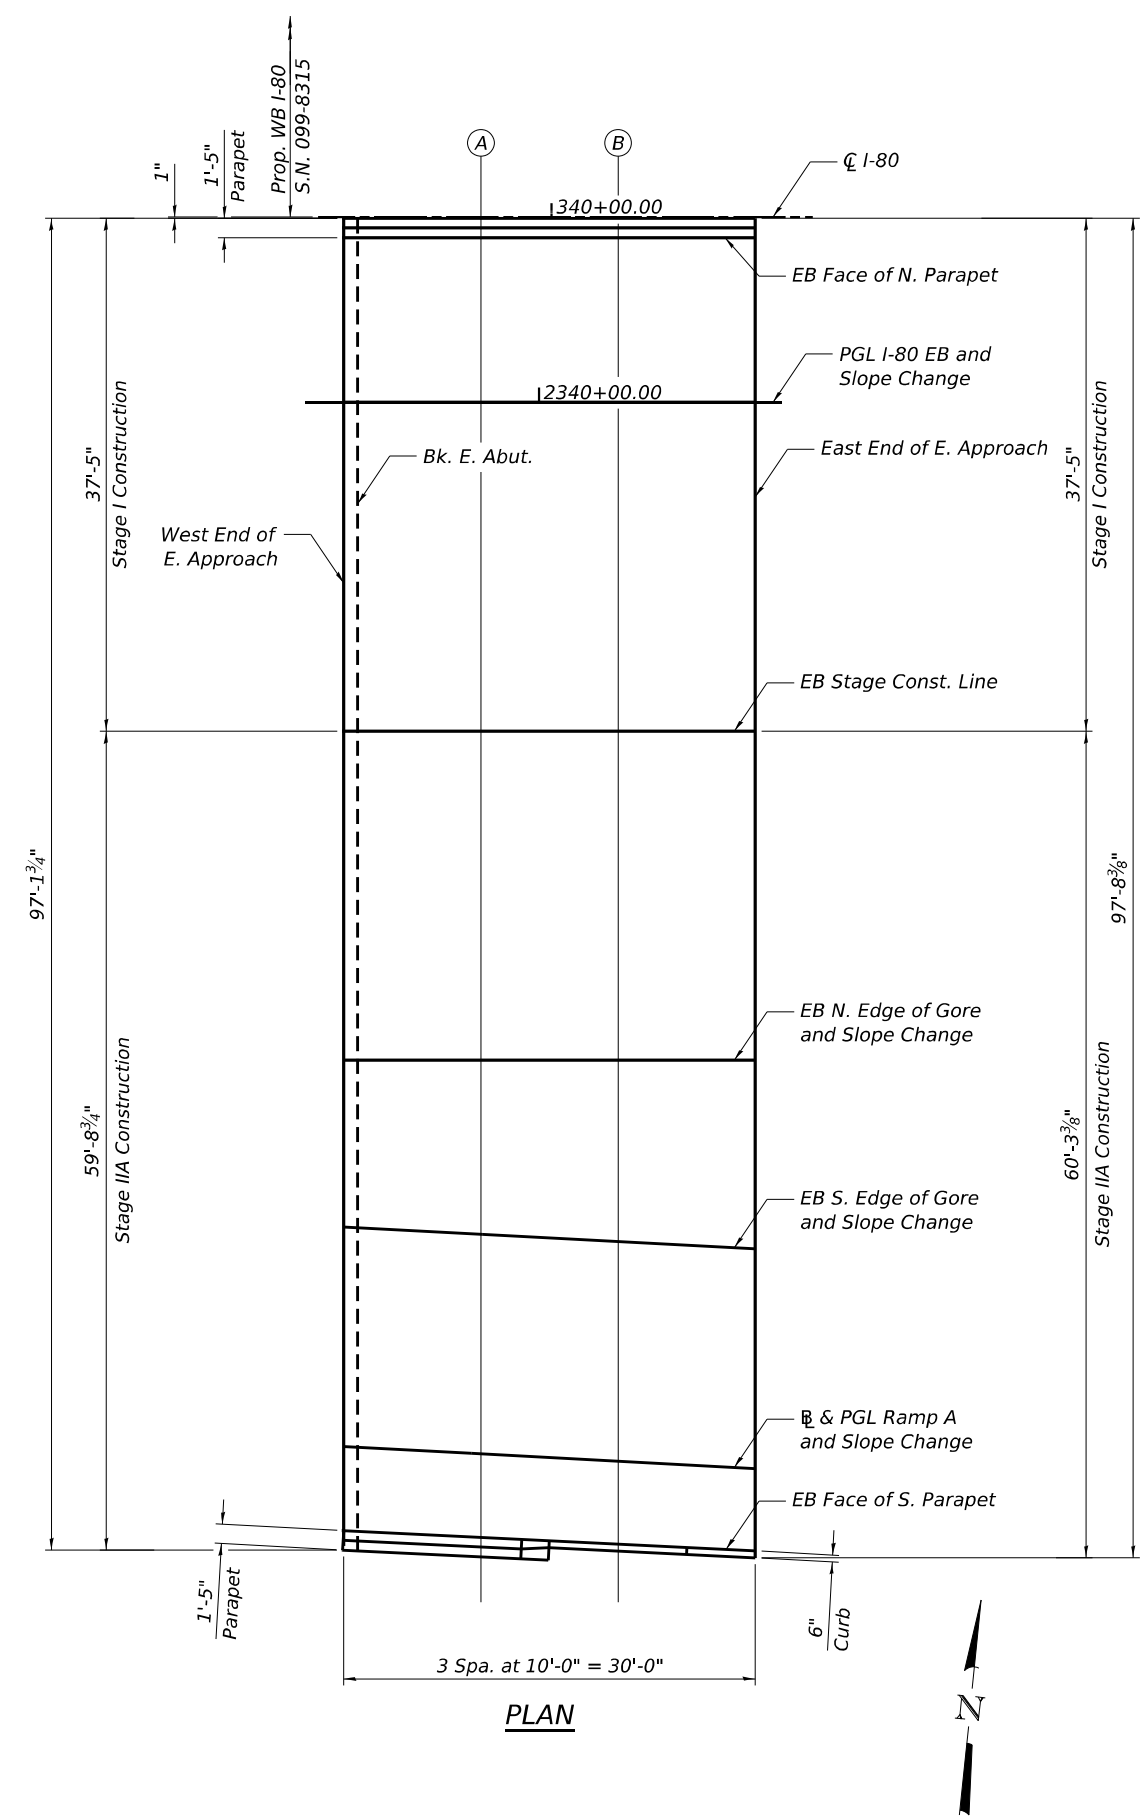 Prop. WB I-80
S.N. 099-8315
1"
1'-5"
Parapet
A
B
℄ I-80
340+00.00
EB Face of N. Parapet
PGL I-80 EB and
Slope Change
2340+00.00
Bk. E. Abut.
East End of E. Approach
West End of
E. Approach
37'-5"
Stage I Construction
37'-5"
Stage I Construction
EB Stage Const. Line
97'-1¾"
97'-8⅜"
EB N. Edge of Gore
and Slope Change
59'-8¾"
Stage IIA Construction
60'-3⅜"
Stage IIA Construction
EB S. Edge of Gore
and Slope Change
BL & PGL Ramp A
and Slope Change
EB Face of S. Parapet
1'-5"
Parapet
6"
Curb
3 Spa. at 10'-0" = 30'-0"
PLAN
N